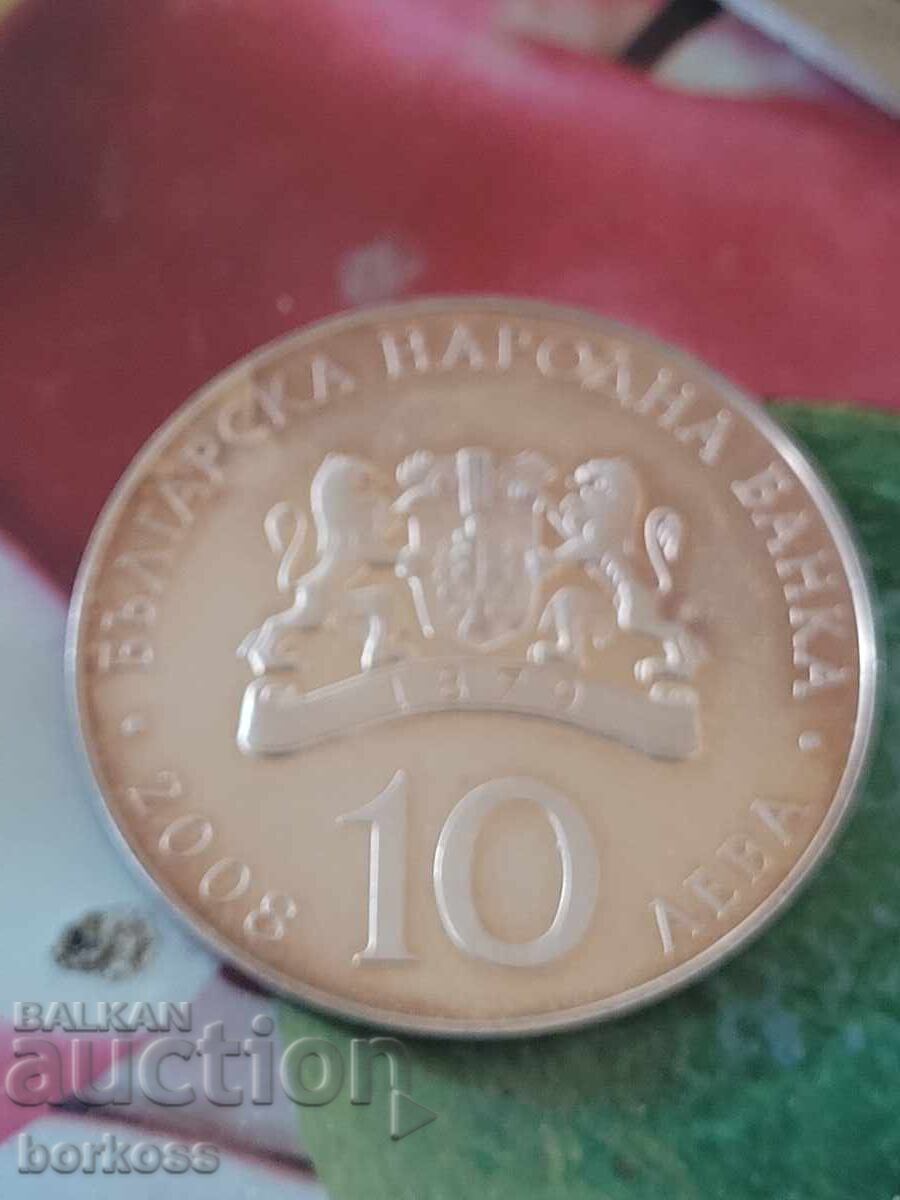 · БЪЛГАРСКА НАРОДНА БАНКА ·
1879
10
2008
ЛЕВА
BALKAN
auction
borkoss